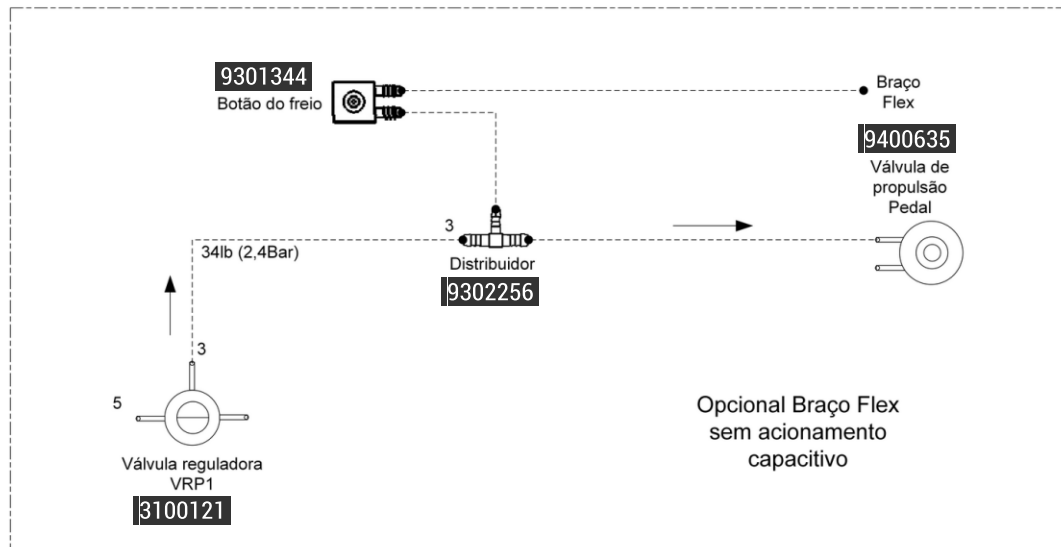 9301344
Botão do freio
Braço
Flex
9400635
Válvula de
propulsão
Pedal
3
34lb (2,4Bar)
Distribuidor
9302256
3
5
Válvula reguladora
VRP1
3100121
Opcional Braço Flex
sem acionamento
capacitivo